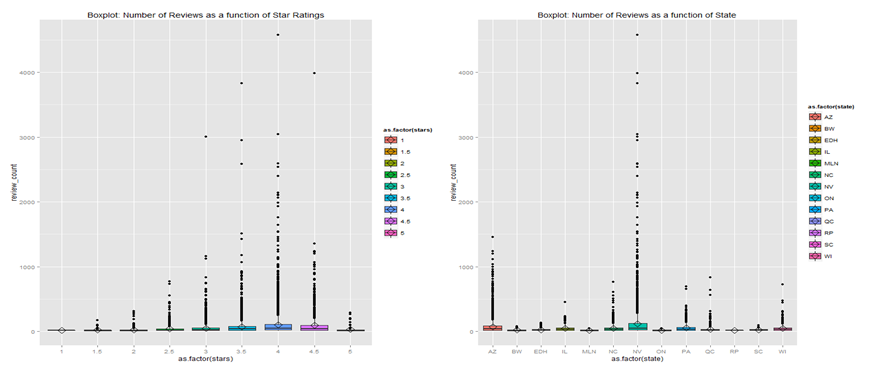 Boxplot: Number of Reviews as a function of Star Ratings
review_count
4000
3000
2000
1000
0
1 1.5 2 2.5 3 3.5 4 4.5 5
as.factor(stars)
as.factor(stars)
1
1.5
2
2.5
3
3.5
4
4.5
5
Boxplot: Number of Reviews as a function of State
review_count
4000
3000
2000
1000
0
AZ BW EDH IL MLN NC NV ON PA QC RP SC WI
as.factor(state)
as.factor(state)
AZ
BW
EDH
IL
MLN
NC
NV
ON
PA
QC
RP
SC
WI